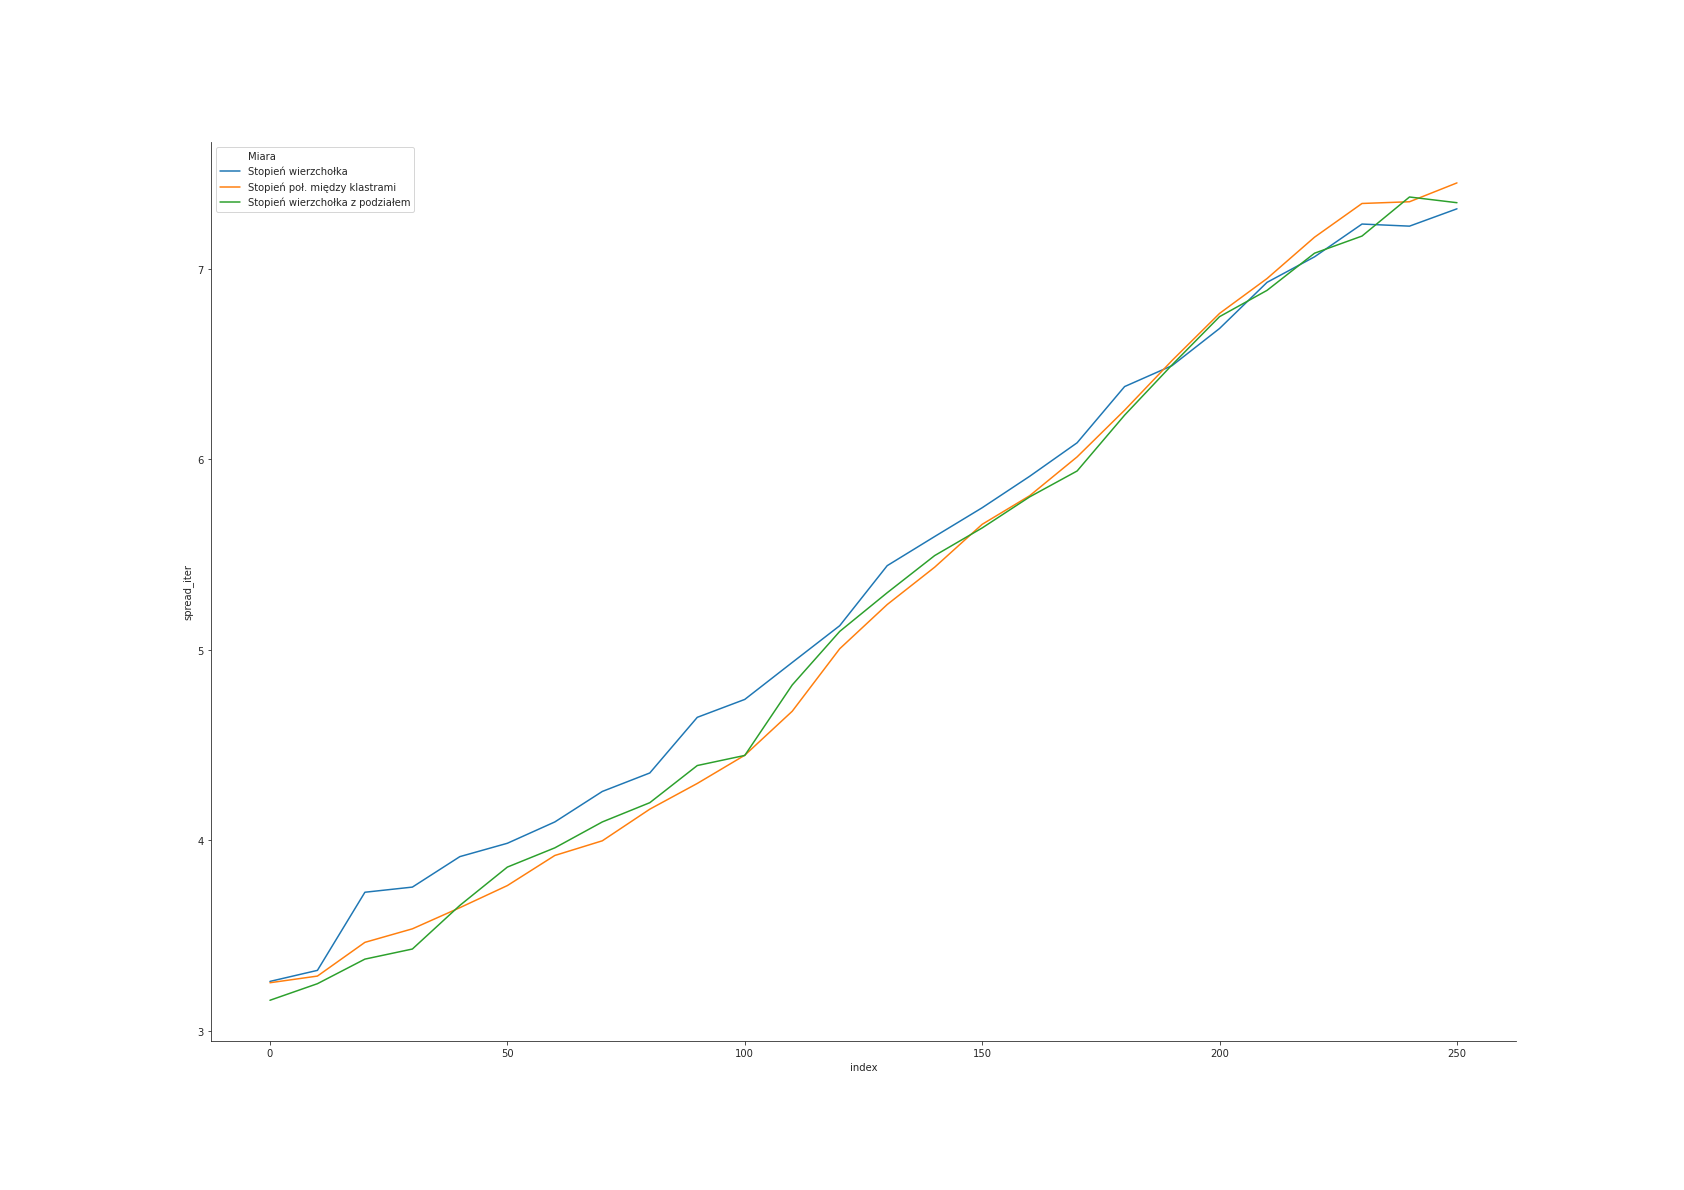 Miara
Stopień wierzchołka
Stopień poł. między klastrami
Stopień wierzchołka z podziałem
7
6
5
4
3
spread_iter
0 50 100 150 200 250
index